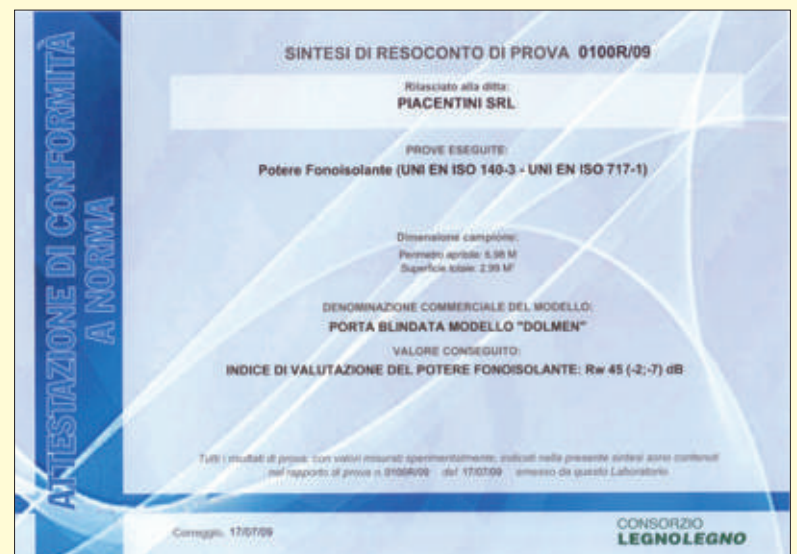 ATTESTAZIONE DI CONFORMITÀ
A NORMA
SINTESI DI RESOCONTO DI PROVA 0100R/09
Rilasciato alla ditta:
PIACENTINI SRL
PROVE ESEGUITE:
Potere Fonoisolante (UNI EN ISO 140-3 - UNI EN ISO 717-1)
Dimensione campione:
Perimetro apribile: 5.98 M
Superficie totale: 2.99 M²
DENOMINAZIONE COMMERCIALE DEL MODELLO:
PORTA BLINDATA MODELLO "DOLMEN"
VALORE CONSEGUITO:
INDICE DI VALUTAZIONE DEL POTERE FONOISOLANTE: Rw 45 (-2;-7) dB
Tutti i risultati di prova, con valori misurati sperimentalmente, indicati nella presente sintesi sono contenuti
nel rapporto di prova n.0100R/09 del 17/07/09 emesso da questo Laboratorio.
Correggio, 17/07/09
CONSORZIO
LEGNOLEGNO